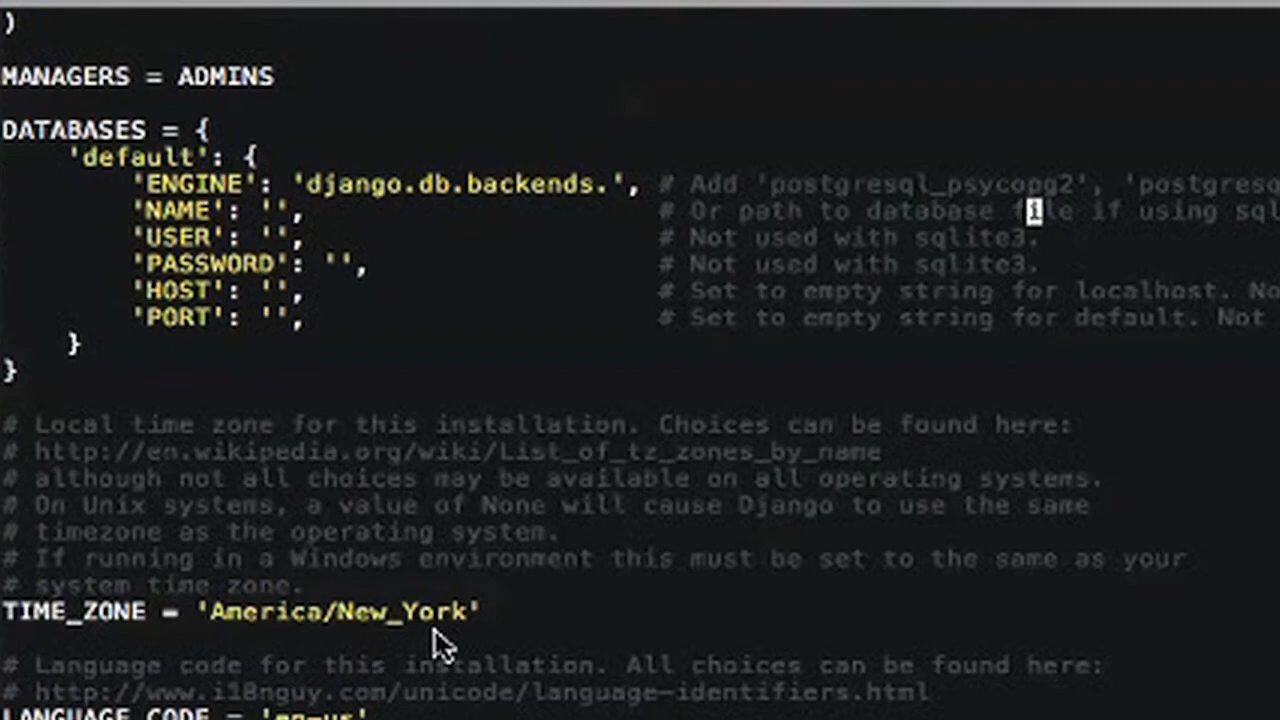 )
MANAGERS = ADMINS
DATABASES = {
    'default': {
        'ENGINE': 'django.db.backends.', # Add 'postgresql_psycopg2', 'postgresq
        'NAME': '',                      # Or path to database file if using sql
        'USER': '',                      # Not used with sqlite3.
        'PASSWORD': '',                  # Not used with sqlite3.
        'HOST': '',                      # Set to empty string for localhost. No
        'PORT': '',                      # Set to empty string for default. Not
    }
}
# Local time zone for this installation. Choices can be found here:
# http://en.wikipedia.org/wiki/List_of_tz_zones_by_name
# although not all choices may be available on all operating systems.
# On Unix systems, a value of None will cause Django to use the same
# timezone as the operating system.
# If running in a Windows environment this must be set to the same as your
# system time zone.
TIME_ZONE = 'America/New_York'
# Language code for this installation. All choices can be found here:
# http://www.i18nguy.com/unicode/language-identifiers.html
LANGUAGE_CODE = 'en-us'